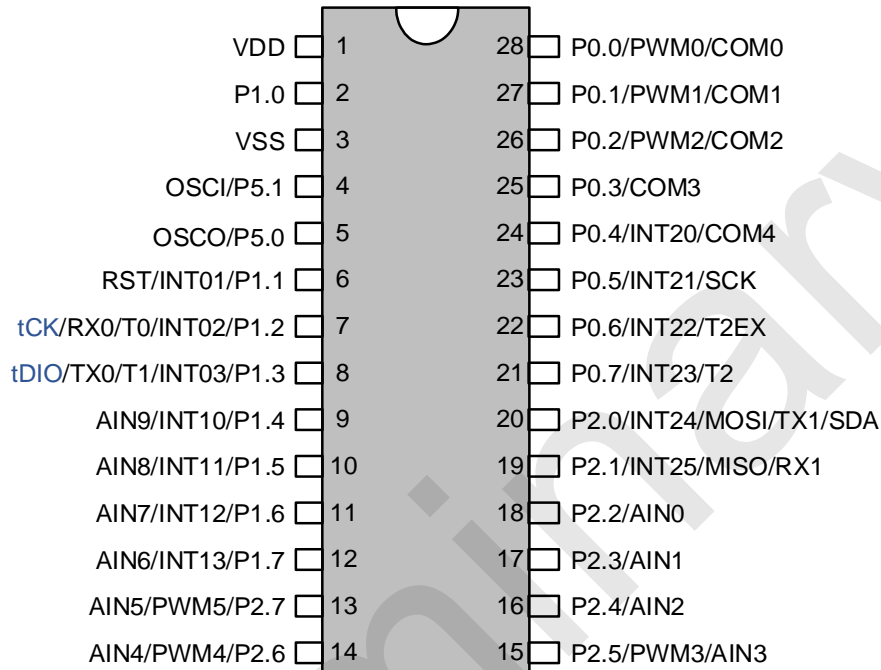 VDD 1 28 P0.0/PWM0/COM0
P1.0 2 27 P0.1/PWM1/COM1
VSS 3 26 P0.2/PWM2/COM2
OSCI/P5.1 4 25 P0.3/COM3
OSCO/P5.0 5 24 P0.4/INT20/COM4
RST/INT01/P1.1 6 23 P0.5/INT21/SCK
tCK/RX0/T0/INT02/P1.2 7 22 P0.6/INT22/T2EX
tDIO/TX0/T1/INT03/P1.3 8 21 P0.7/INT23/T2
AIN9/INT10/P1.4 9 20 P2.0/INT24/MOSI/TX1/SDA
AIN8/INT11/P1.5 10 19 P2.1/INT25/MISO/RX1
AIN7/INT12/P1.6 11 18 P2.2/AIN0
AIN6/INT13/P1.7 12 17 P2.3/AIN1
AIN5/PWM5/P2.7 13 16 P2.4/AIN2
AIN4/PWM4/P2.6 14 15 P2.5/PWM3/AIN3